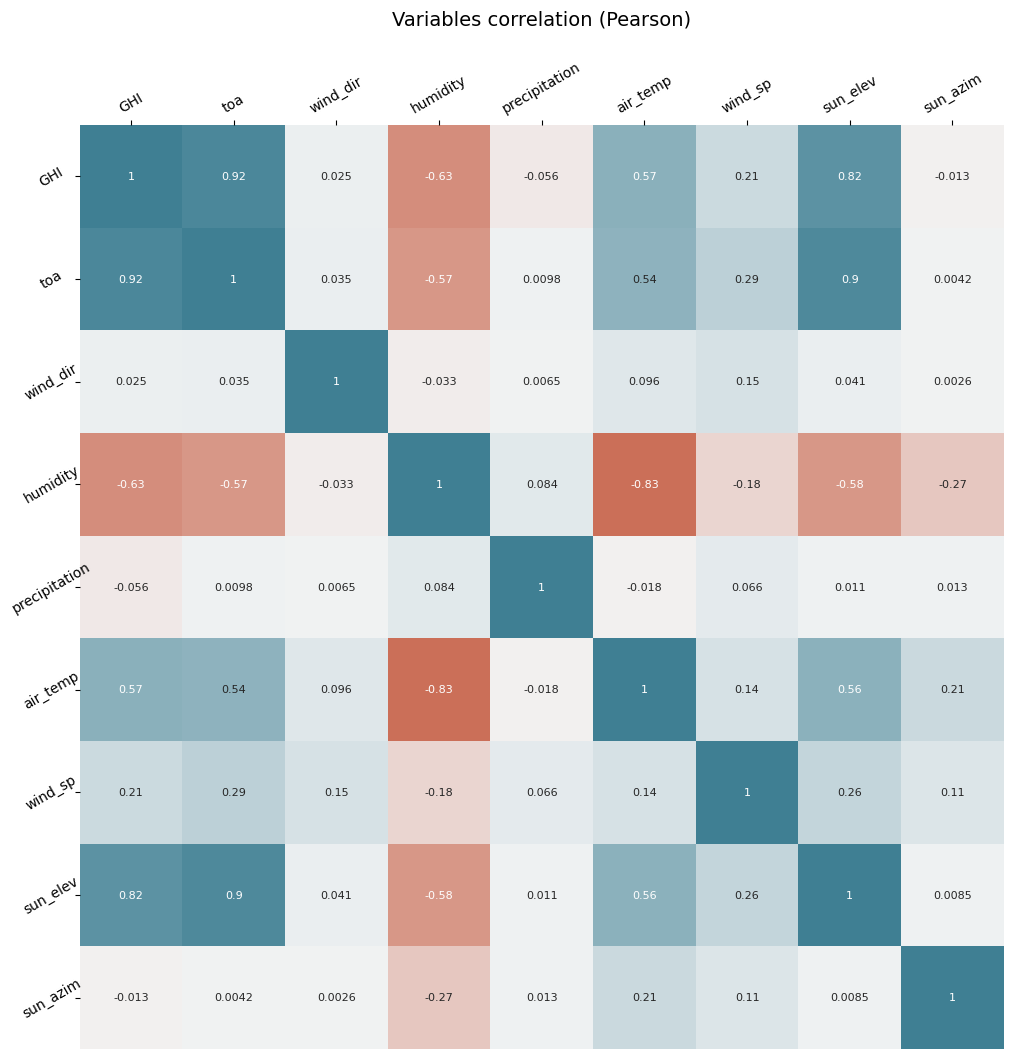 Variables correlation (Pearson)
GHI toa wind_dir humidity precipitation air_temp wind_sp sun_elev sun_azim
GHI 1 0.92 0.025 -0.63 -0.056 0.57 0.21 0.82 -0.013
toa 0.92 1 0.035 -0.57 0.0098 0.54 0.29 0.9 0.0042
wind_dir 0.025 0.035 1 -0.033 0.0065 0.096 0.15 0.041 0.0026
humidity -0.63 -0.57 -0.033 1 0.084 -0.83 -0.18 -0.58 -0.27
precipitation -0.056 0.0098 0.0065 0.084 1 -0.018 0.066 0.011 0.013
air_temp 0.57 0.54 0.096 -0.83 -0.018 1 0.14 0.56 0.21
wind_sp 0.21 0.29 0.15 -0.18 0.066 0.14 1 0.26 0.11
sun_elev 0.82 0.9 0.041 -0.58 0.011 0.56 0.26 1 0.0085
sun_azim -0.013 0.0042 0.0026 -0.27 0.013 0.21 0.11 0.0085 1